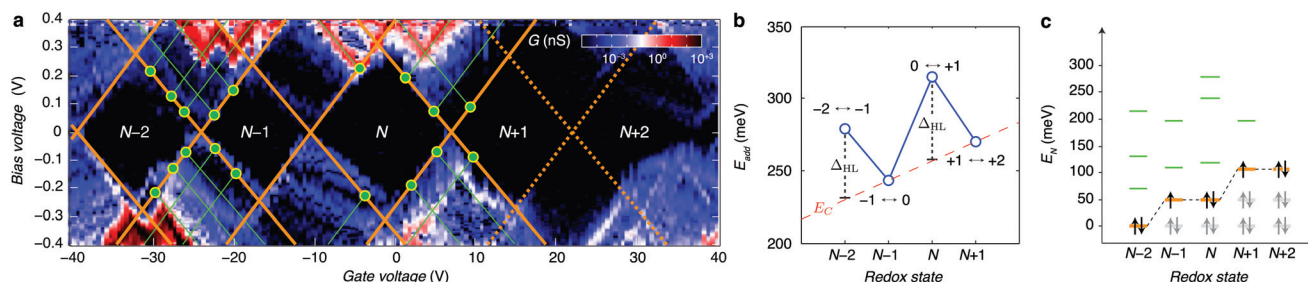 a
Bias voltage (V)
0.4
0.3
0.2
0.1
0
−0.1
−0.2
−0.3
−0.4
G (nS)
10⁻³ 10⁰ 10⁺³
N−2 N−1 N N+1 N+2
−40 −30 −20 −10 0 10 20 30 40
Gate voltage (V)
b
E_add (meV)
350
300
250
200
0 ↔ +1
−2 ↔ −1
Δ_HL
Δ_HL
+1 ↔ +2
−1 ↔ 0
E_C
N−2 N−1 N N+1
Redox state
c
E_N (meV)
300
250
200
150
100
50
0
N−2 N−1 N N+1 N+2
Redox state